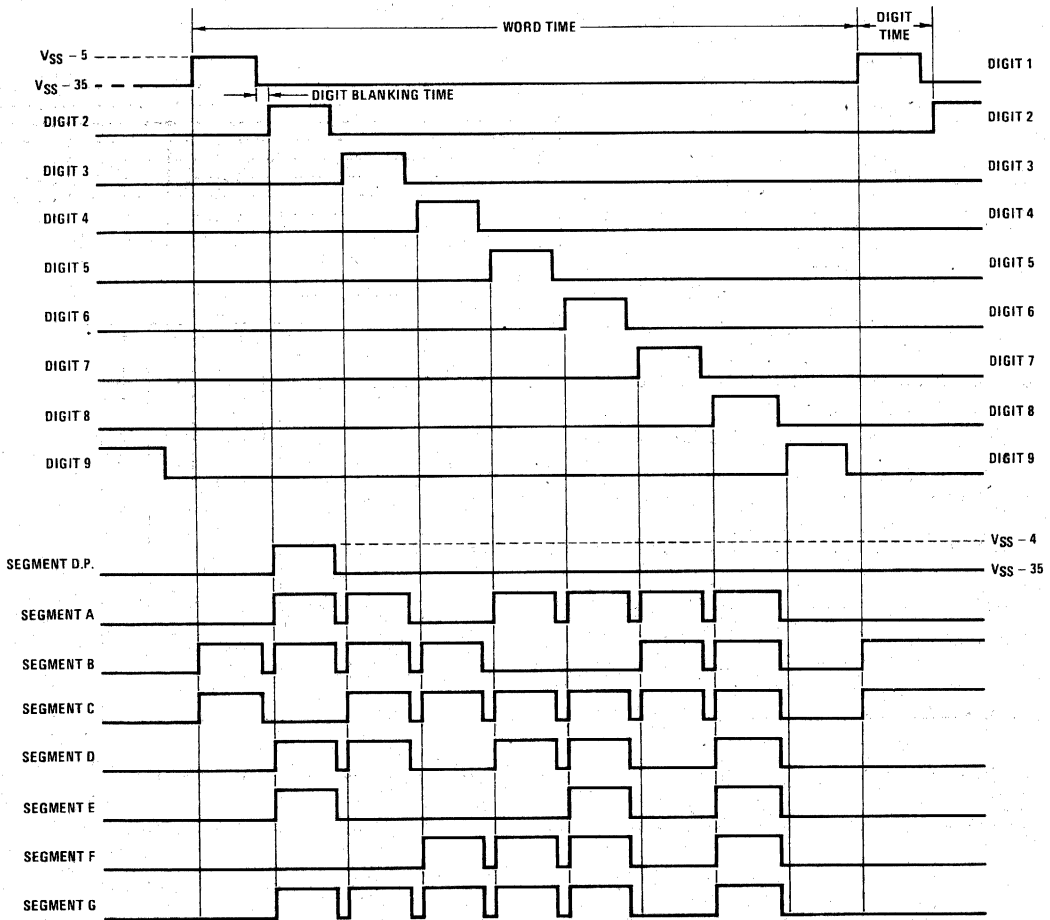 WORD TIME
DIGIT
TIME
VSS – 5
VSS – 35
DIGIT 1
DIGIT BLANKING TIME
DIGIT 2
DIGIT 2
DIGIT 3
DIGIT 3
DIGIT 4
DIGIT 4
DIGIT 5
DIGIT 5
DIGIT 6
DIGIT 6
DIGIT 7
DIGIT 7
DIGIT 8
DIGIT 8
DIGIT 9
DIGIT 9
VSS – 4
SEGMENT D.P.
VSS – 35
SEGMENT A
SEGMENT B
SEGMENT C
SEGMENT D
SEGMENT E
SEGMENT F
SEGMENT G